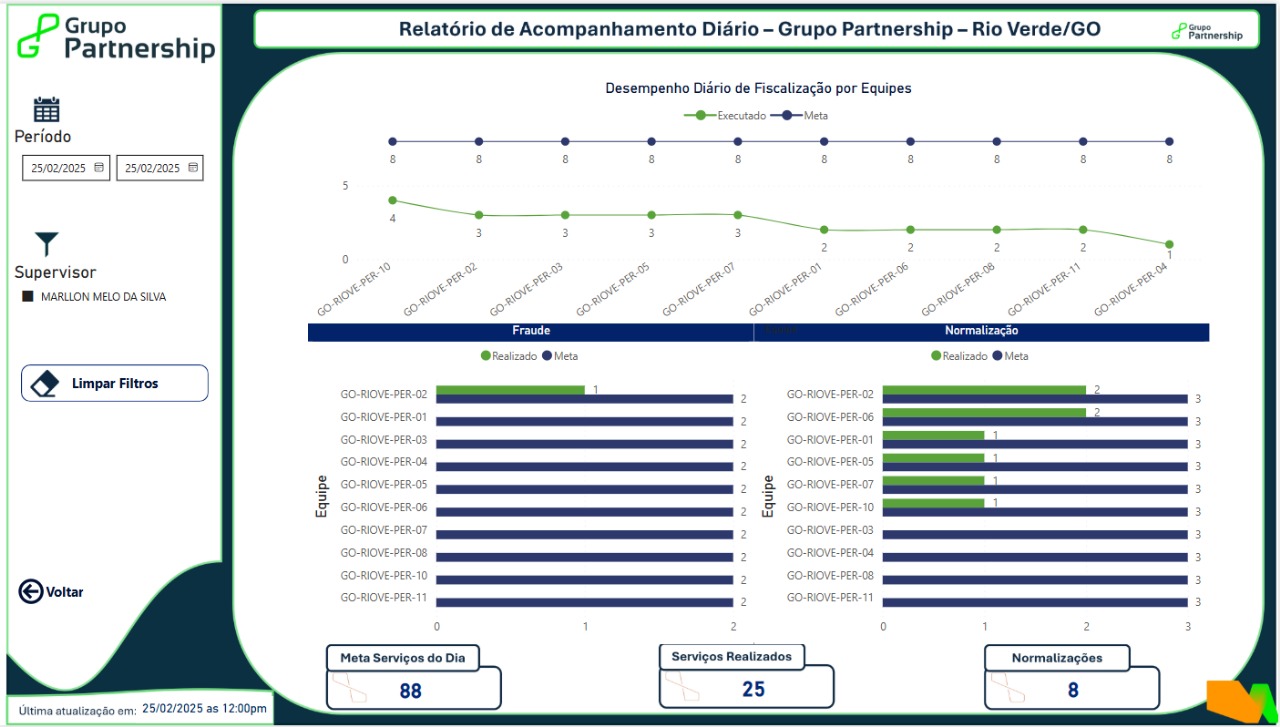 Grupo
Partnership
Relatório de Acompanhamento Diário – Grupo Partnership – Rio Verde/GO
Grupo
Partnership
Período
25/02/2025
25/02/2025
Supervisor
MARLLON MELO DA SILVA
Limpar Filtros
Voltar
Última atualização em: 25/02/2025 as 12:00pm
Desempenho Diário de Fiscalização por Equipes
Executado Meta
8 8 8 8 8 8 8 8 8 8
5
4 3 3 3 3 2 2 2 2 1
0
GO-RIOVE-PER-10 GO-RIOVE-PER-02 GO-RIOVE-PER-03 GO-RIOVE-PER-05 GO-RIOVE-PER-07 GO-RIOVE-PER-01 GO-RIOVE-PER-06 GO-RIOVE-PER-08 GO-RIOVE-PER-11 GO-RIOVE-PER-04
Fraude
Realizado Meta
Equipe
GO-RIOVE-PER-02 1 2
GO-RIOVE-PER-01 2
GO-RIOVE-PER-03 2
GO-RIOVE-PER-04 2
GO-RIOVE-PER-05 2
GO-RIOVE-PER-06 2
GO-RIOVE-PER-07 2
GO-RIOVE-PER-08 2
GO-RIOVE-PER-10 2
GO-RIOVE-PER-11 2
0 1 2
Normalização
Realizado Meta
Equipe
GO-RIOVE-PER-02 2 3
GO-RIOVE-PER-06 2 3
GO-RIOVE-PER-01 1 3
GO-RIOVE-PER-05 1 3
GO-RIOVE-PER-07 1 3
GO-RIOVE-PER-10 1 3
GO-RIOVE-PER-03 3
GO-RIOVE-PER-04 3
GO-RIOVE-PER-08 3
GO-RIOVE-PER-11 3
0 1 2 3
Meta Serviços do Dia
88
Serviços Realizados
25
Normalizações
8